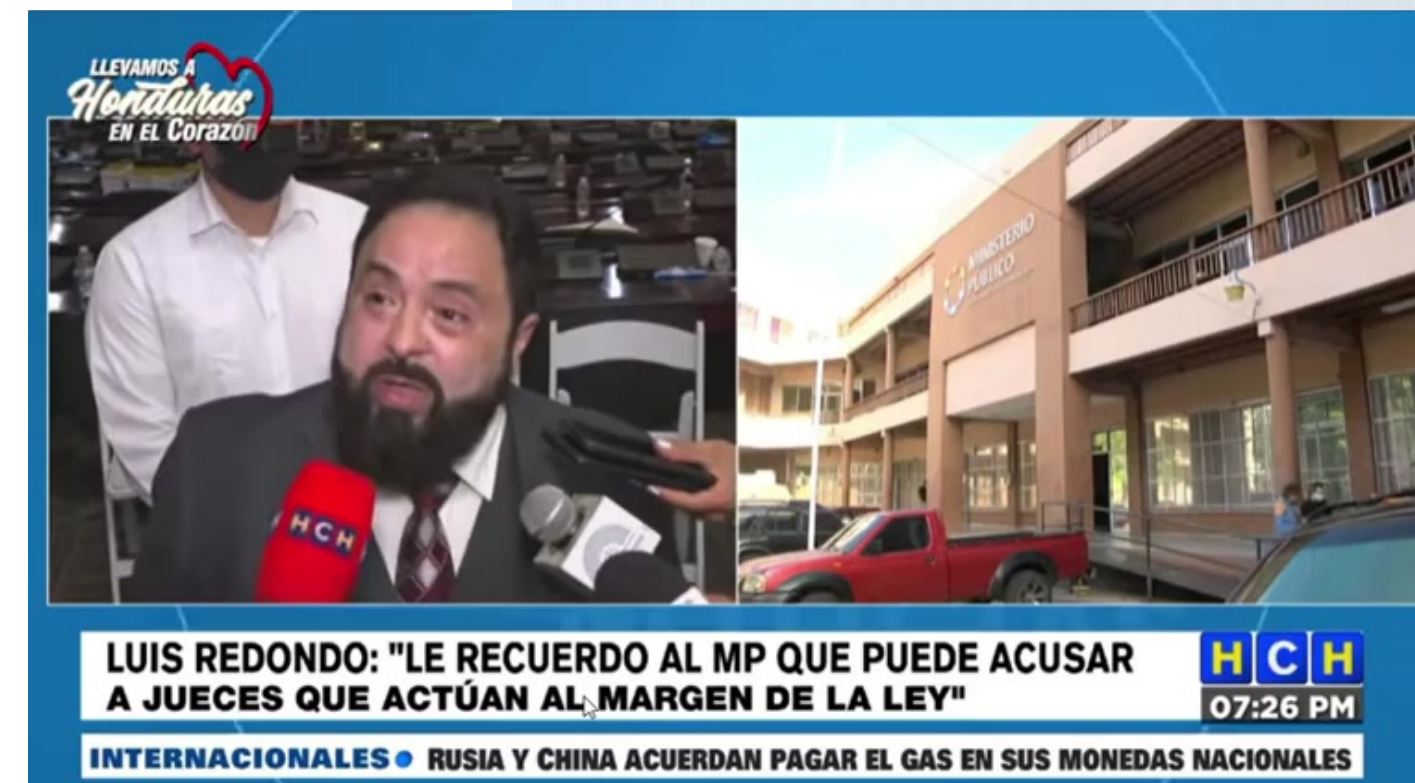 LLEVAMOS A
Honduras
EN EL Corazón
MINISTERIO
PÚBLICO
HCH
LUIS REDONDO: "LE RECUERDO AL MP QUE PUEDE ACUSAR
A JUECES QUE ACTÚAN AL MARGEN DE LA LEY"
HCH
07:26 PM
INTERNACIONALES • RUSIA Y CHINA ACUERDAN PAGAR EL GAS EN SUS MONEDAS NACIONALES